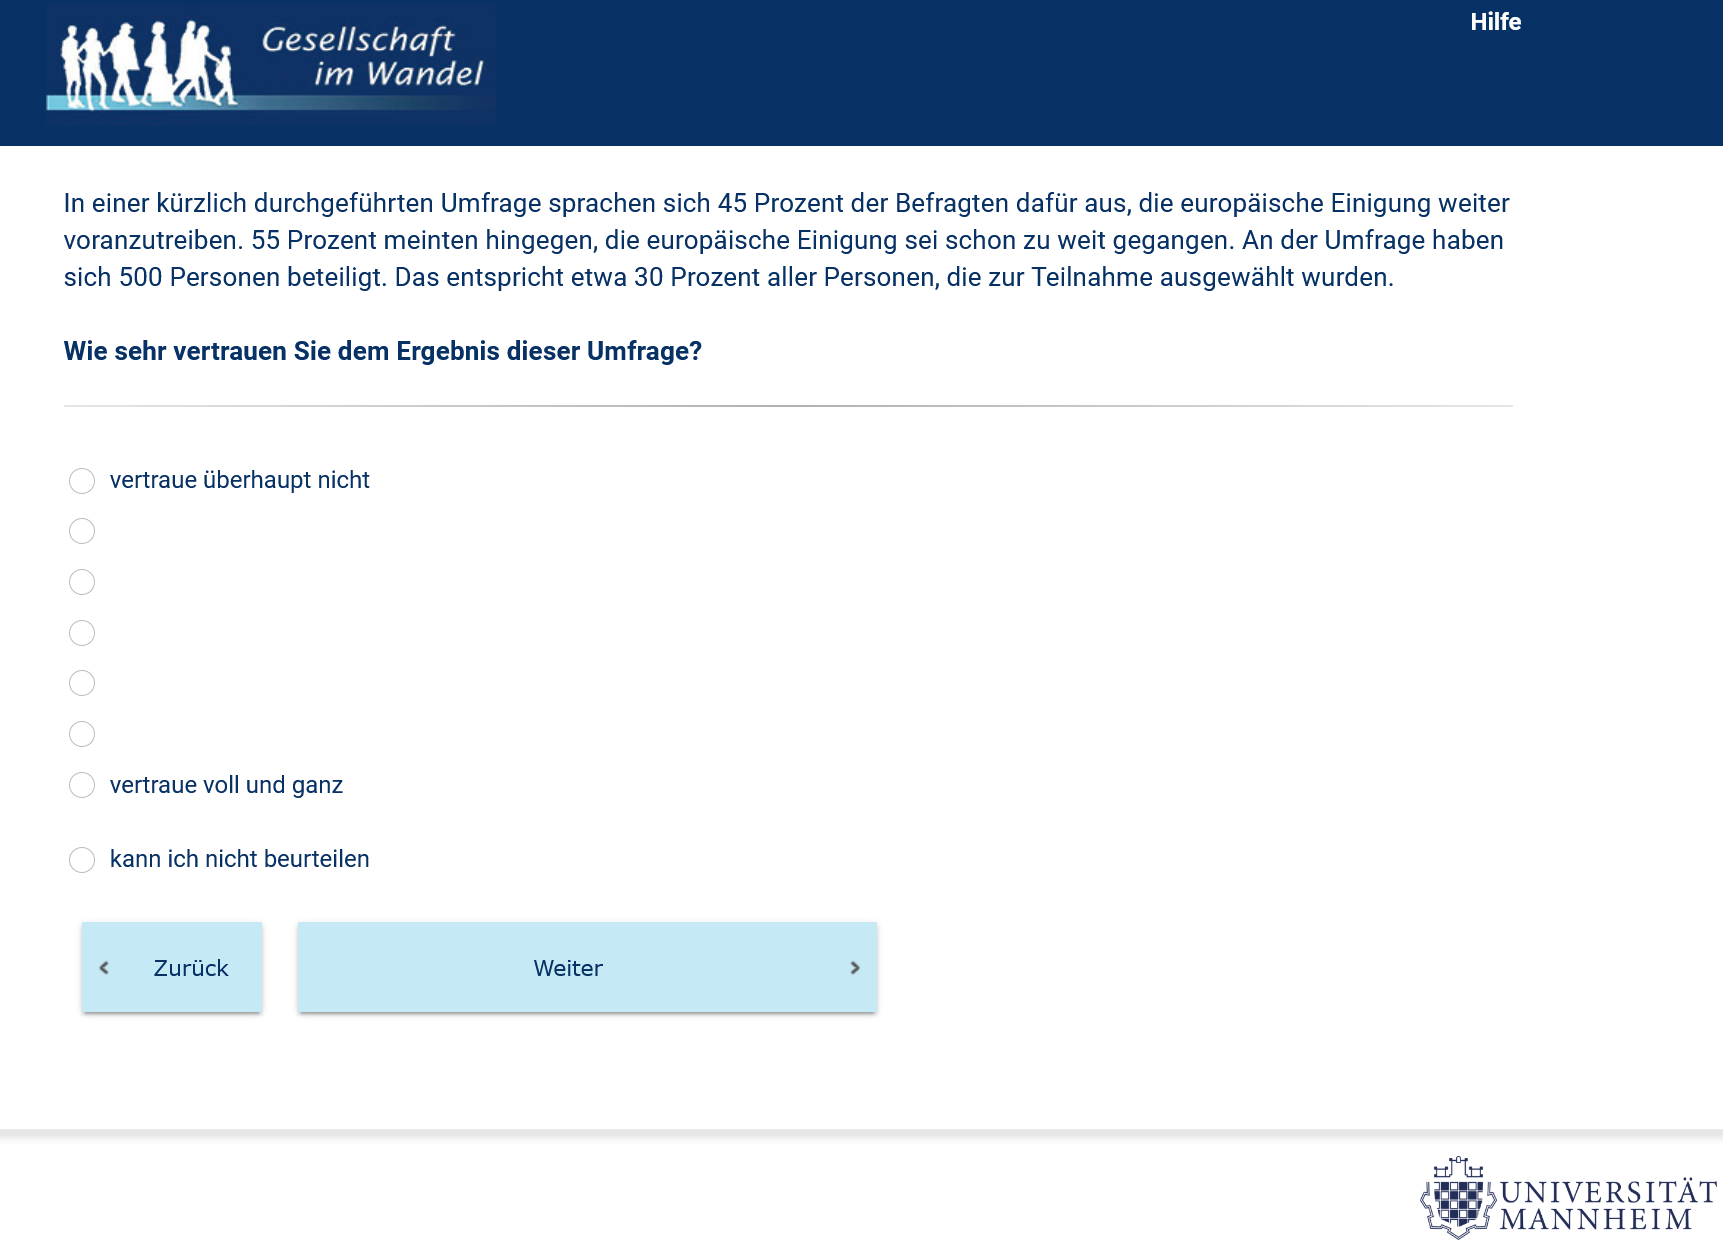 Gesellschaft
im Wandel
Hilfe
In einer kürzlich durchgeführten Umfrage sprachen sich 45 Prozent der Befragten dafür aus, die europäische Einigung weiter
voranzutreiben. 55 Prozent meinten hingegen, die europäische Einigung sei schon zu weit gegangen. An der Umfrage haben
sich 500 Personen beteiligt. Das entspricht etwa 30 Prozent aller Personen, die zur Teilnahme ausgewählt wurden.
Wie sehr vertrauen Sie dem Ergebnis dieser Umfrage?
vertraue überhaupt nicht
vertraue voll und ganz
kann ich nicht beurteilen
Zurück
Weiter
UNIVERSITÄT
MANNHEIM